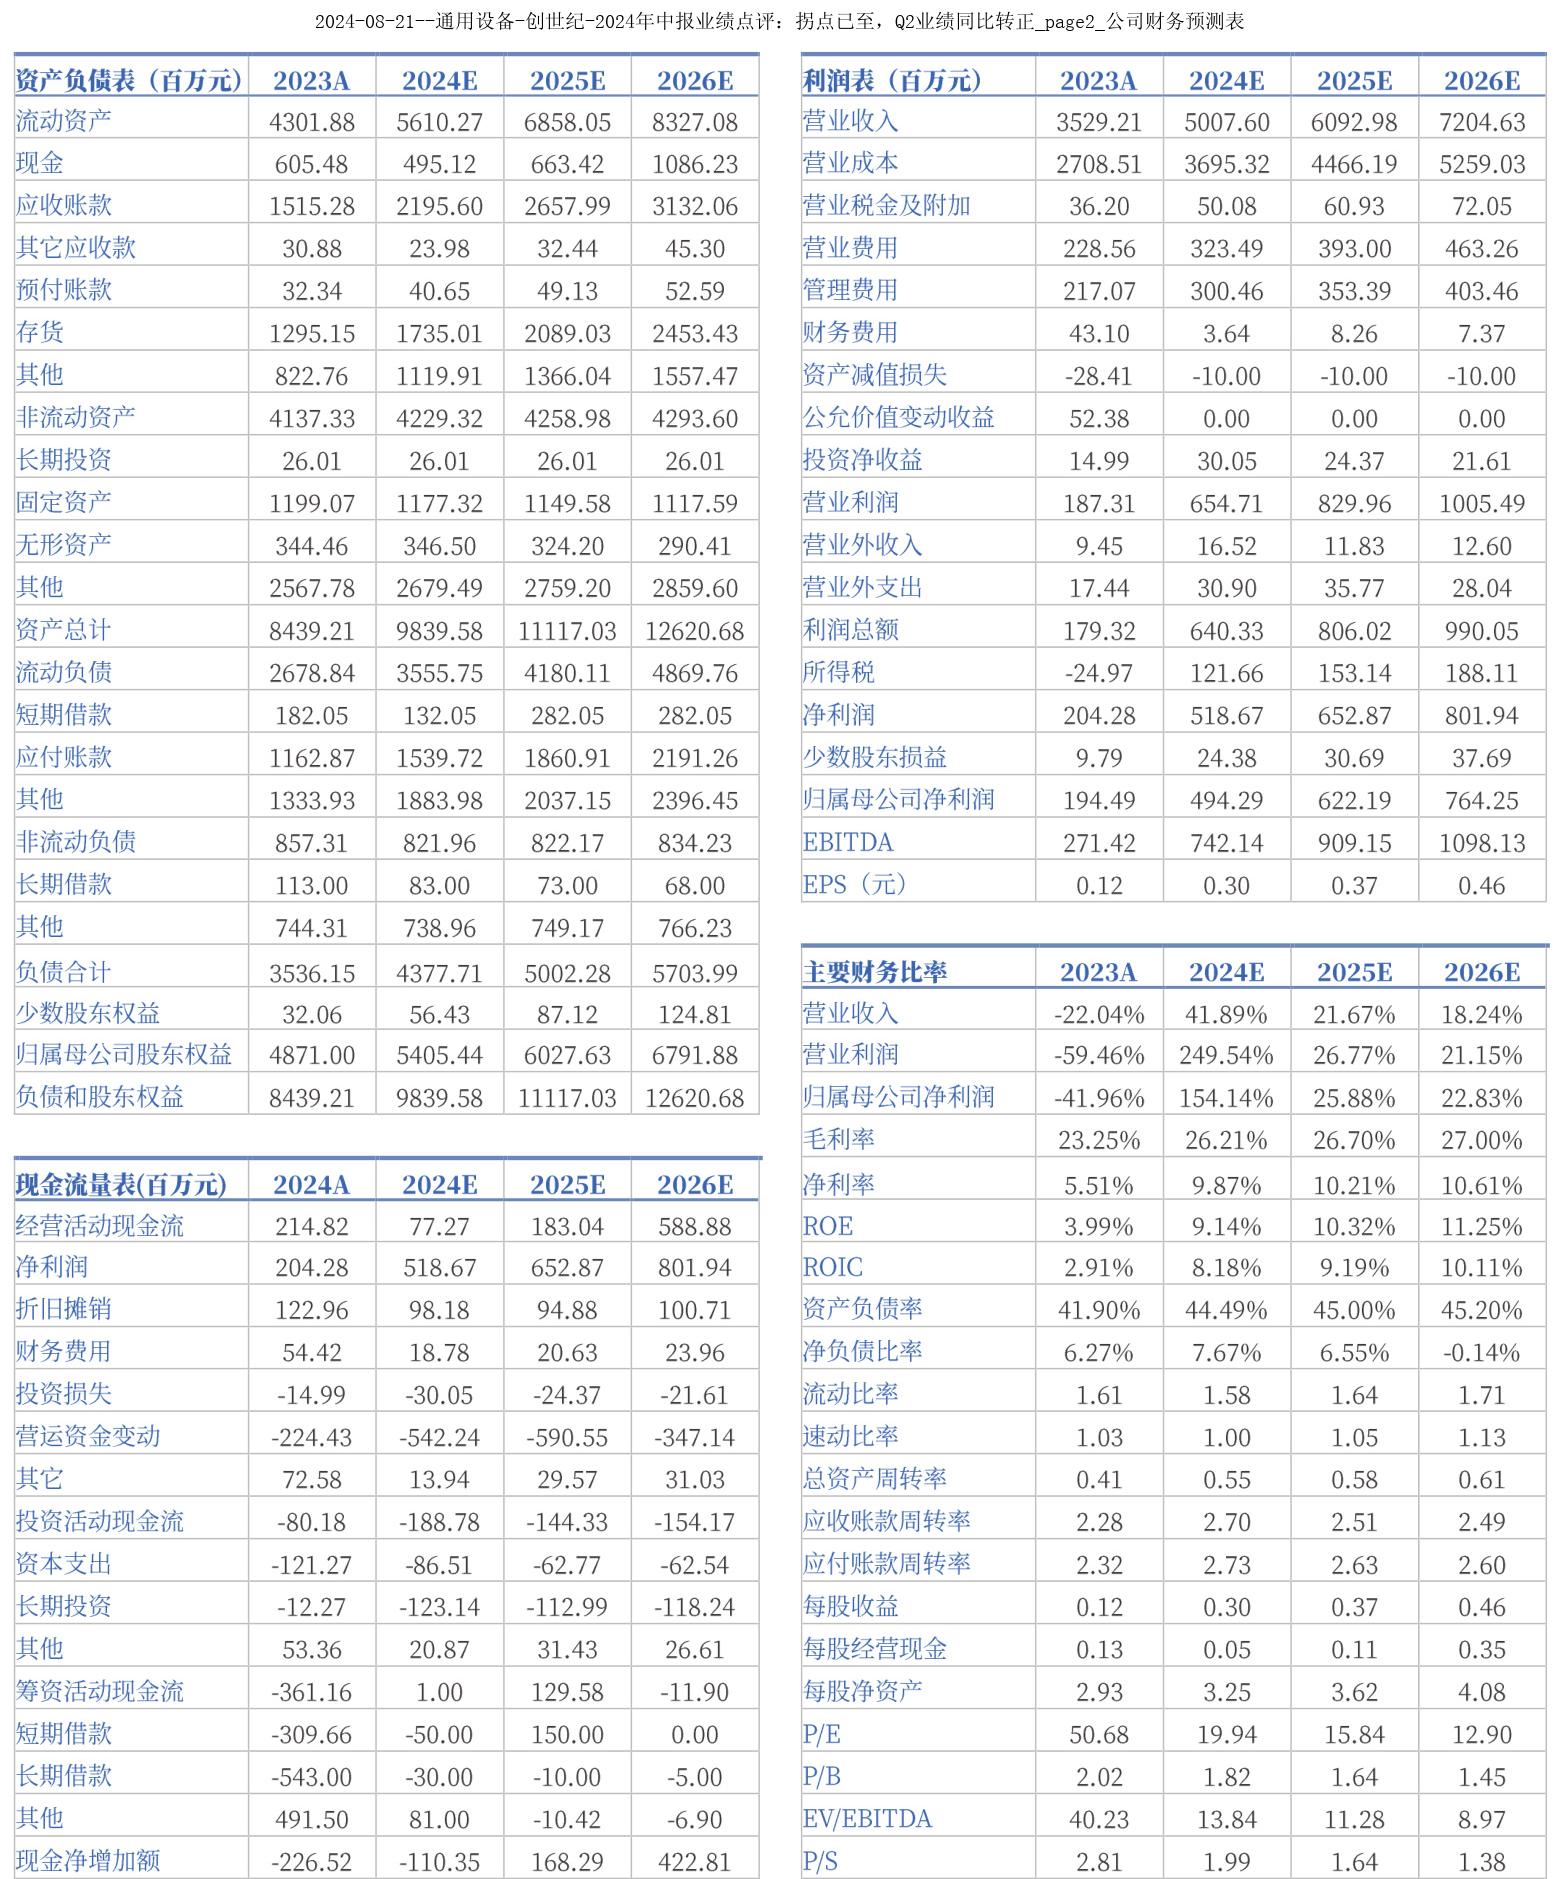 2024-08-21--通用设备-创世纪-2024年中报业绩点评：拐点已至，Q2业绩同比转正_page2_公司财务预测表
资产负债表（百万元） 2023A 2024E 2025E 2026E
流动资产 4301.88 5610.27 6858.05 8327.08
现金 605.48 495.12 663.42 1086.23
应收账款 1515.28 2195.60 2657.99 3132.06
其它应收款 30.88 23.98 32.44 45.30
预付账款 32.34 40.65 49.13 52.59
存货 1295.15 1735.01 2089.03 2453.43
其他 822.76 1119.91 1366.04 1557.47
非流动资产 4137.33 4229.32 4258.98 4293.60
长期投资 26.01 26.01 26.01 26.01
固定资产 1199.07 1177.32 1149.58 1117.59
无形资产 344.46 346.50 324.20 290.41
其他 2567.78 2679.49 2759.20 2859.60
资产总计 8439.21 9839.58 11117.03 12620.68
流动负债 2678.84 3555.75 4180.11 4869.76
短期借款 182.05 132.05 282.05 282.05
应付账款 1162.87 1539.72 1860.91 2191.26
其他 1333.93 1883.98 2037.15 2396.45
非流动负债 857.31 821.96 822.17 834.23
长期借款 113.00 83.00 73.00 68.00
其他 744.31 738.96 749.17 766.23
负债合计 3536.15 4377.71 5002.28 5703.99
少数股东权益 32.06 56.43 87.12 124.81
归属母公司股东权益 4871.00 5405.44 6027.63 6791.88
负债和股东权益 8439.21 9839.58 11117.03 12620.68
现金流量表(百万元) 2024A 2024E 2025E 2026E
经营活动现金流 214.82 77.27 183.04 588.88
净利润 204.28 518.67 652.87 801.94
折旧摊销 122.96 98.18 94.88 100.71
财务费用 54.42 18.78 20.63 23.96
投资损失 -14.99 -30.05 -24.37 -21.61
营运资金变动 -224.43 -542.24 -590.55 -347.14
其它 72.58 13.94 29.57 31.03
投资活动现金流 -80.18 -188.78 -144.33 -154.17
资本支出 -121.27 -86.51 -62.77 -62.54
长期投资 -12.27 -123.14 -112.99 -118.24
其他 53.36 20.87 31.43 26.61
筹资活动现金流 -361.16 1.00 129.58 -11.90
短期借款 -309.66 -50.00 150.00 0.00
长期借款 -543.00 -30.00 -10.00 -5.00
其他 491.50 81.00 -10.42 -6.90
现金净增加额 -226.52 -110.35 168.29 422.81
利润表（百万元） 2023A 2024E 2025E 2026E
营业收入 3529.21 5007.60 6092.98 7204.63
营业成本 2708.51 3695.32 4466.19 5259.03
营业税金及附加 36.20 50.08 60.93 72.05
营业费用 228.56 323.49 393.00 463.26
管理费用 217.07 300.46 353.39 403.46
财务费用 43.10 3.64 8.26 7.37
资产减值损失 -28.41 -10.00 -10.00 -10.00
公允价值变动收益 52.38 0.00 0.00 0.00
投资净收益 14.99 30.05 24.37 21.61
营业利润 187.31 654.71 829.96 1005.49
营业外收入 9.45 16.52 11.83 12.60
营业外支出 17.44 30.90 35.77 28.04
利润总额 179.32 640.33 806.02 990.05
所得税 -24.97 121.66 153.14 188.11
净利润 204.28 518.67 652.87 801.94
少数股东损益 9.79 24.38 30.69 37.69
归属母公司净利润 194.49 494.29 622.19 764.25
EBITDA 271.42 742.14 909.15 1098.13
EPS（元） 0.12 0.30 0.37 0.46
主要财务比率 2023A 2024E 2025E 2026E
营业收入 -22.04% 41.89% 21.67% 18.24%
营业利润 -59.46% 249.54% 26.77% 21.15%
归属母公司净利润 -41.96% 154.14% 25.88% 22.83%
毛利率 23.25% 26.21% 26.70% 27.00%
净利率 5.51% 9.87% 10.21% 10.61%
ROE 3.99% 9.14% 10.32% 11.25%
ROIC 2.91% 8.18% 9.19% 10.11%
资产负债率 41.90% 44.49% 45.00% 45.20%
净负债比率 6.27% 7.67% 6.55% -0.14%
流动比率 1.61 1.58 1.64 1.71
速动比率 1.03 1.00 1.05 1.13
总资产周转率 0.41 0.55 0.58 0.61
应收账款周转率 2.28 2.70 2.51 2.49
应付账款周转率 2.32 2.73 2.63 2.60
每股收益 0.12 0.30 0.37 0.46
每股经营现金 0.13 0.05 0.11 0.35
每股净资产 2.93 3.25 3.62 4.08
P/E 50.68 19.94 15.84 12.90
P/B 2.02 1.82 1.64 1.45
EV/EBITDA 40.23 13.84 11.28 8.97
P/S 2.81 1.99 1.64 1.38